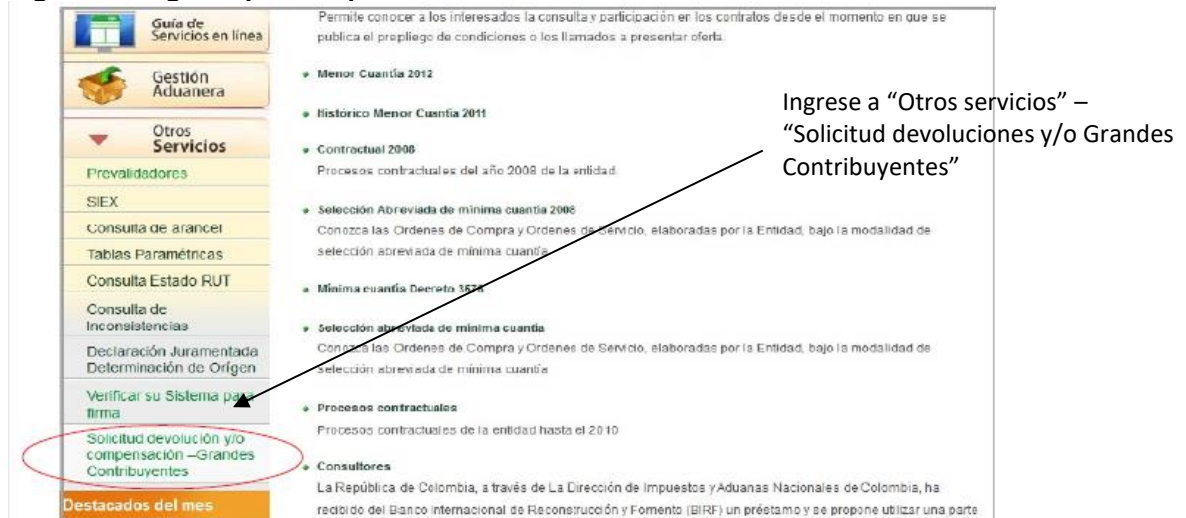 Guía de
Servicios en línea
Gestión
Aduanera
Otros
Servicios
Prevalidadores
SIEX
Consulta de arancel
Tablas Paramétricas
Consulta Estado RUT
Consulta de
Inconsistencias
Declaración Juramentada
Determinación de Orígen
Verificar su Sistema para
firma
Solicitud devolución y/o
compensación –Grandes
Contribuyentes
Destacados del mes
Permite conocer a los interesados la consulta y participación en los contratos desde el momento en que se
publica el prepliego de condiciones o los llamados a presentar oferta.
Menor Cuantía 2012
Histórico Menor Cuantía 2011
Contractual 2008
Procesos contractuales del año 2008 de la entidad.
Selección Abreviada de mínima cuantía 2008
Conozca las Ordenes de Compra y Ordenes de Servicio, elaboradas por la Entidad, bajo la modalidad de
selección abreviada de mínima cuantía
Mínima cuantía Decreto
Selección abreviada de mínima cuantía
Conozca las Ordenes de Compra y Ordenes de Servicio, elaboradas por la Entidad, bajo la modalidad de
selección abreviada de mínima cuantía
Procesos contractuales
Procesos contractuales de la entidad hasta el 2010
Consultores
La República de Colombia, a través de La Dirección de Impuestos y Aduanas Nacionales de Colombia, ha
recibido del Banco Internacional de Reconstrucción y Fomento (BIRF) un préstamo y se propone utilizar una parte
Ingrese a “Otros servicios” –
“Solicitud devoluciones y/o Grandes
Contribuyentes”